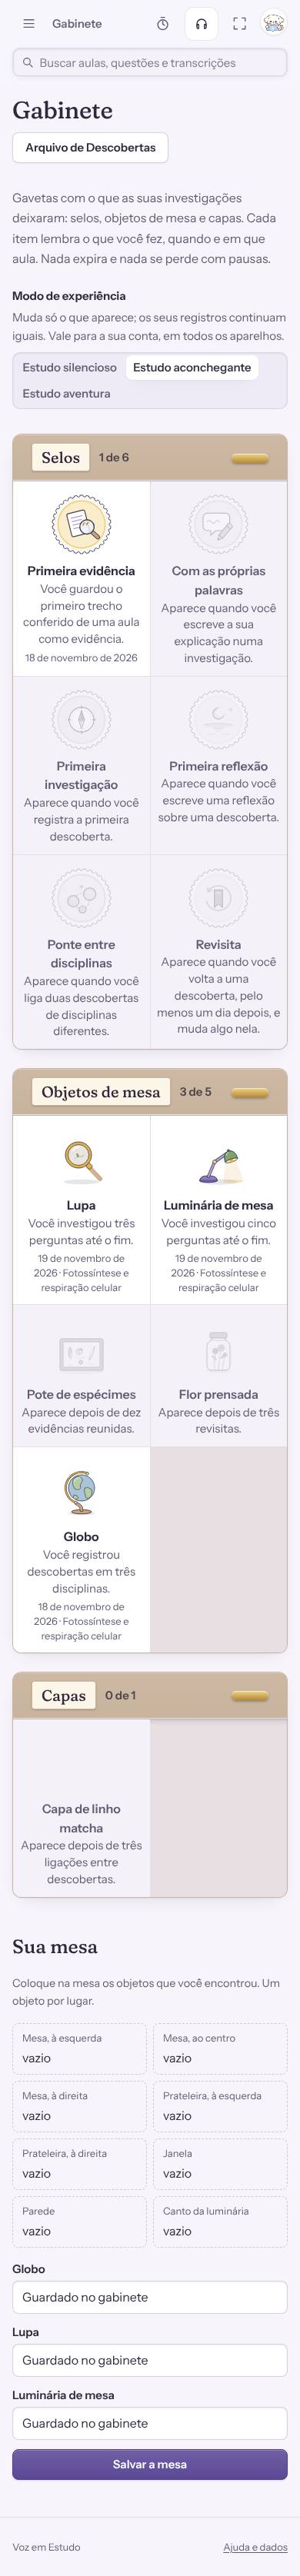 Gabinete
Buscar aulas, questões e transcrições
Gabinete
Arquivo de Descobertas
Gavetas com o que as suas investigações
deixaram: selos, objetos de mesa e capas. Cada
item lembra o que você fez, quando e em que
aula. Nada expira e nada se perde com pausas.
Modo de experiência
Muda só o que aparece; os seus registros continuam
iguais. Vale para a sua conta, em todos os aparelhos.
Estudo silencioso
Estudo aconchegante
Estudo aventura
Selos
1 de 6
Primeira evidência
Você guardou o
primeiro trecho
conferido de uma aula
como evidência.
18 de novembro de 2026
Com as próprias
palavras
Aparece quando você
escreve a sua
explicação numa
investigação.
Primeira
investigação
Aparece quando você
registra a primeira
descoberta.
Primeira reflexão
Aparece quando você
escreve uma reflexão
sobre uma descoberta.
Ponte entre
disciplinas
Aparece quando você
liga duas descobertas
de disciplinas
diferentes.
Revisita
Aparece quando você
volta a uma
descoberta, pelo
menos um dia depois, e
muda algo nela.
Objetos de mesa
3 de 5
Lupa
Você investigou três
perguntas até o fim.
19 de novembro de
2026 · Fotossíntese e
respiração celular
Luminária de mesa
Você investigou cinco
perguntas até o fim.
19 de novembro de
2026 · Fotossíntese e
respiração celular
Pote de espécimes
Aparece depois de dez
evidências reunidas.
Flor prensada
Aparece depois de três
revisitas.
Globo
Você registrou
descobertas em três
disciplinas.
18 de novembro de
2026 · Fotossíntese e
respiração celular
Capas
0 de 1
Capa de linho
matcha
Aparece depois de três
ligações entre
descobertas.
Sua mesa
Coloque na mesa os objetos que você encontrou. Um
objeto por lugar.
Mesa, à esquerda
vazio
Mesa, ao centro
vazio
Mesa, à direita
vazio
Prateleira, à esquerda
vazio
Prateleira, à direita
vazio
Janela
vazio
Parede
vazio
Canto da luminária
vazio
Globo
Guardado no gabinete
Lupa
Guardado no gabinete
Luminária de mesa
Guardado no gabinete
Salvar a mesa
Voz em Estudo
Ajuda e dados